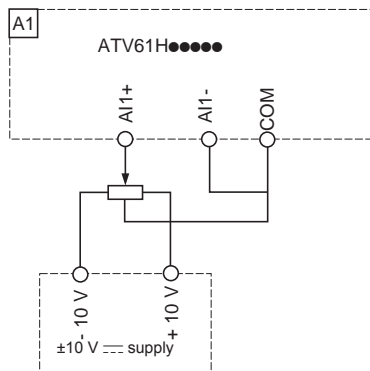 A1
ATV61H●●●●●
AI1+
AI1-
COM
- 10 V
+ 10 V
±10 V ⎓ supply